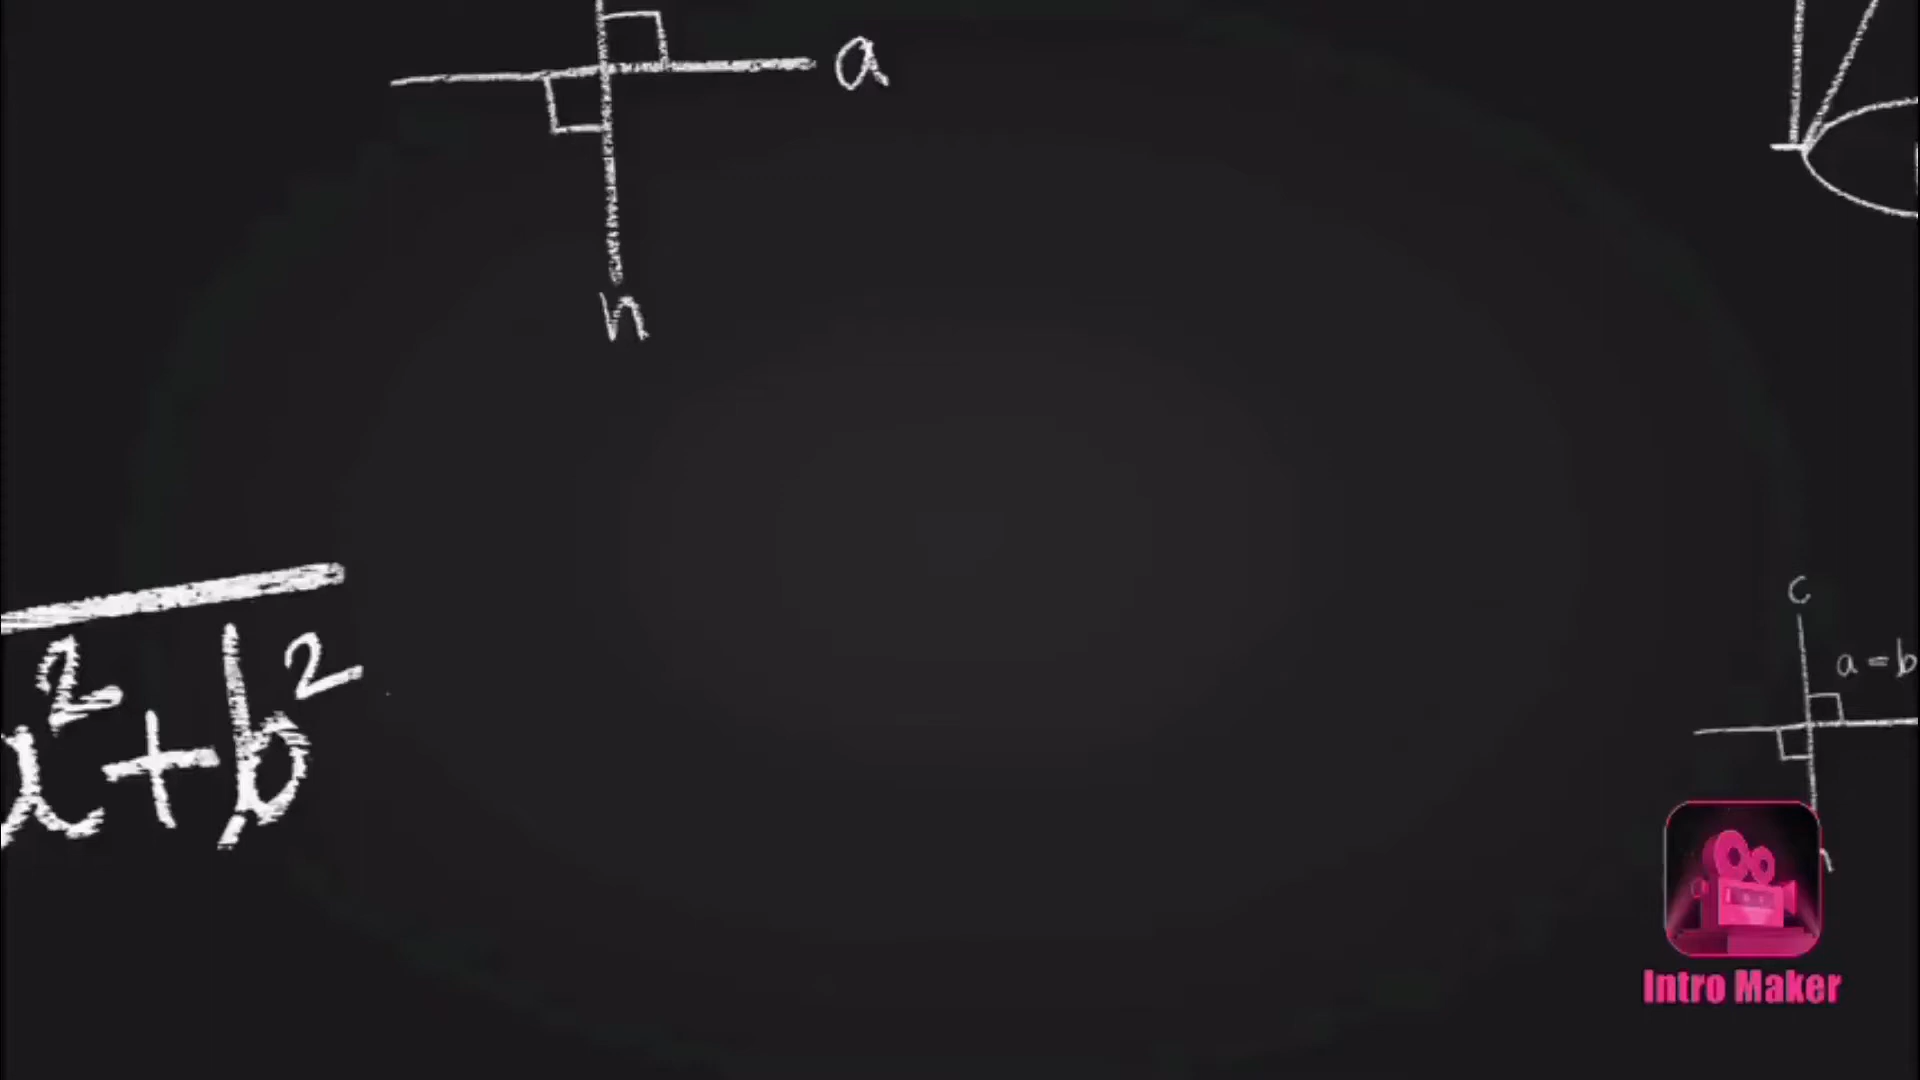 a
n
a²+b²
c
a=b
Intro Maker